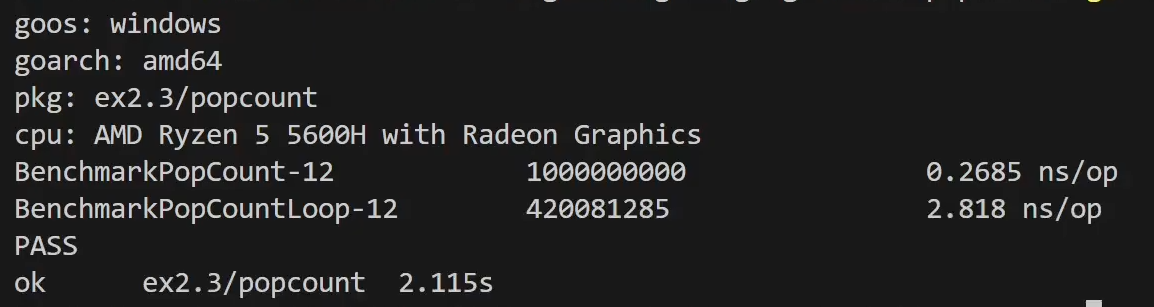 goos: windows
goarch: amd64
pkg: ex2.3/popcount
cpu: AMD Ryzen 5 5600H with Radeon Graphics
BenchmarkPopCount-12 1000000000 0.2685 ns/op
BenchmarkPopCountLoop-12 420081285 2.818 ns/op
PASS
ok ex2.3/popcount 2.115s